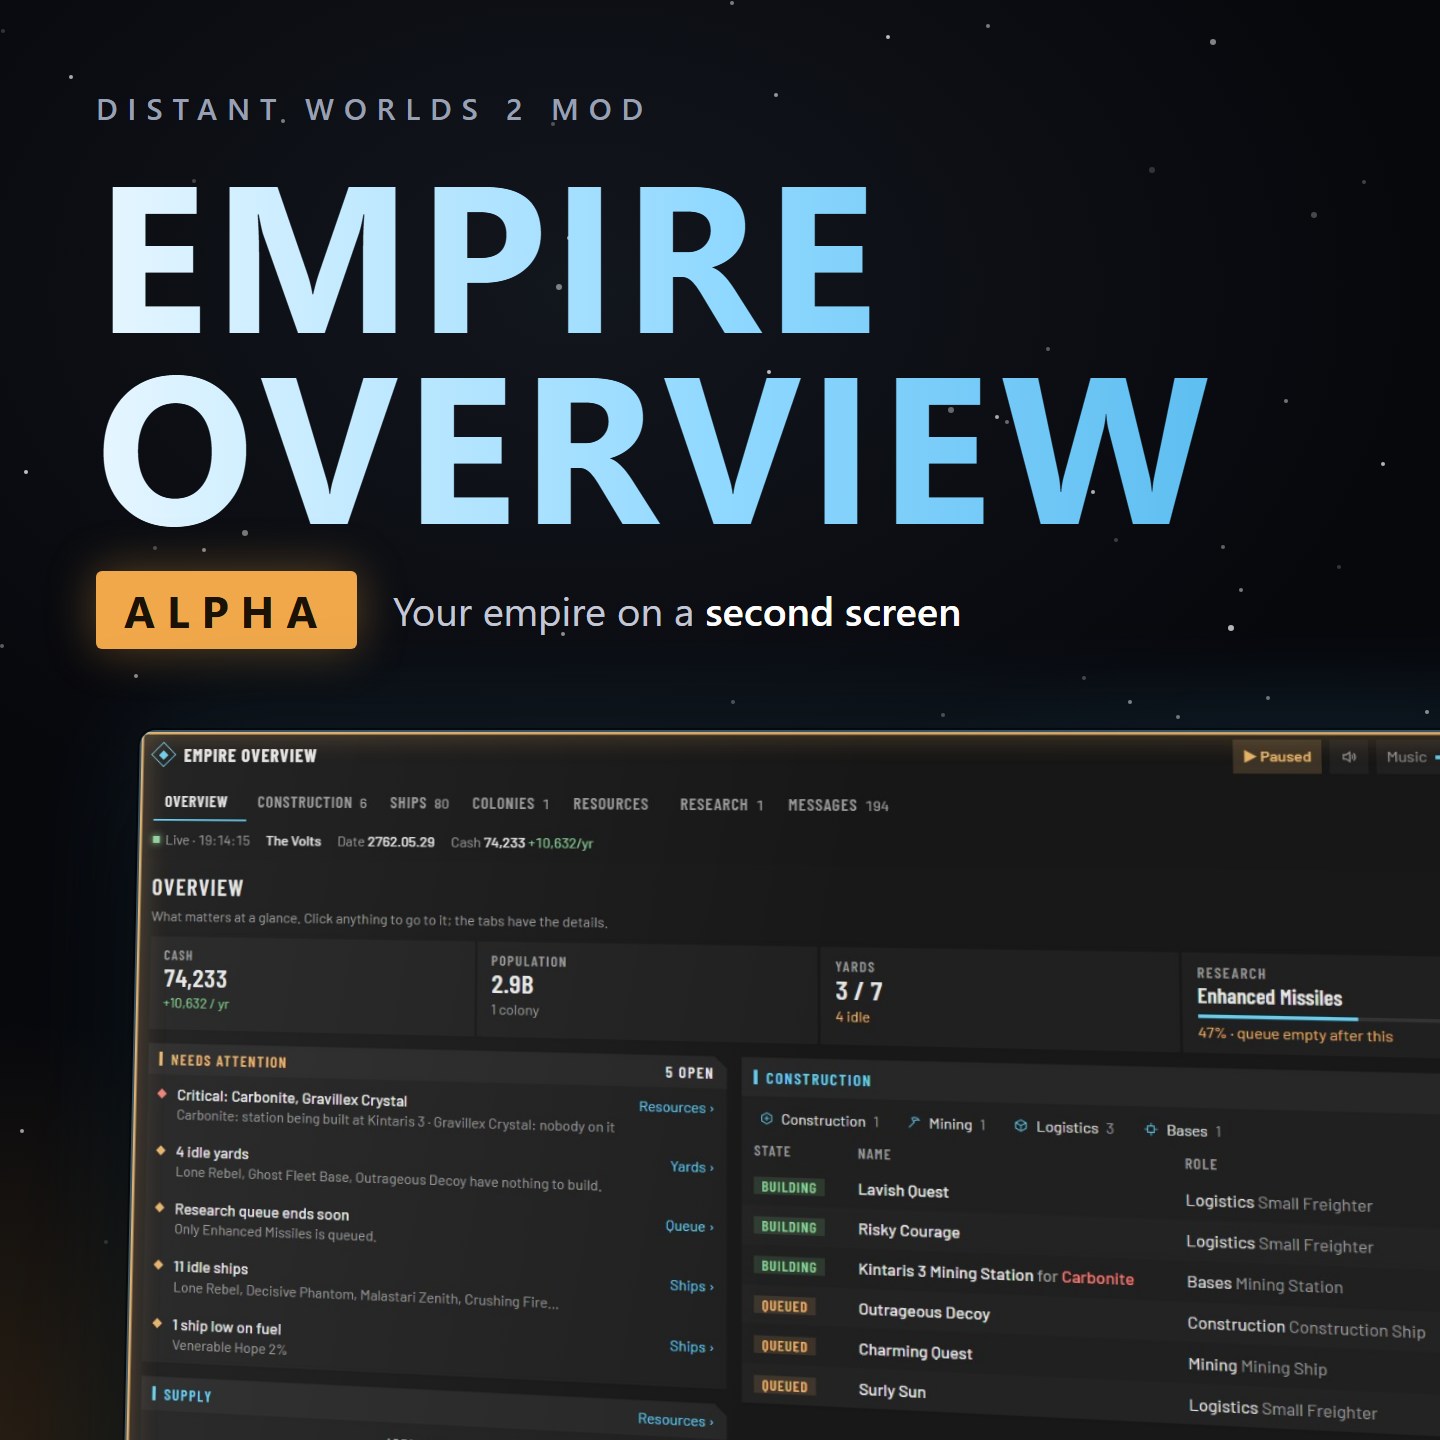 DISTANT WORLDS 2 MOD
EMPIRE
OVERVIEW
ALPHA
Your empire on a second screen
EMPIRE OVERVIEW
Paused
Music
OVERVIEW CONSTRUCTION 6 SHIPS 80 COLONIES 1 RESOURCES RESEARCH 1 MESSAGES 194
Live · 19:14:15 The Volts Date 2762.05.29 Cash 74,233 +10,632/yr
OVERVIEW
What matters at a glance. Click anything to go to it; the tabs have the details.
CASH
74,233
+10,632 / yr
POPULATION
2.9B
1 colony
YARDS
3 / 7
4 idle
RESEARCH
Enhanced Missiles
47% · queue empty after this
NEEDS ATTENTION 5 OPEN
Critical: Carbonite, Gravillex Crystal
Carbonite: station being built at Kintaris 3 · Gravillex Crystal: nobody on it
Resources ›
4 idle yards
Lone Rebel, Ghost Fleet Base, Outrageous Decoy have nothing to build.
Yards ›
Research queue ends soon
Only Enhanced Missiles is queued.
Queue ›
11 idle ships
Lone Rebel, Decisive Phantom, Malastari Zenith, Crushing Fire...
Ships ›
1 ship low on fuel
Venerable Hope 2%
Ships ›
SUPPLY
Resources ›
CONSTRUCTION
Construction 1 Mining 1 Logistics 3 Bases 1
STATE NAME ROLE
BUILDING Lavish Quest Logistics Small Freighter
BUILDING Risky Courage Logistics Small Freighter
BUILDING Kintaris 3 Mining Station for Carbonite Bases Mining Station
QUEUED Outrageous Decoy Construction Construction Ship
QUEUED Charming Quest Mining Mining Ship
QUEUED Surly Sun Logistics Small Freighter